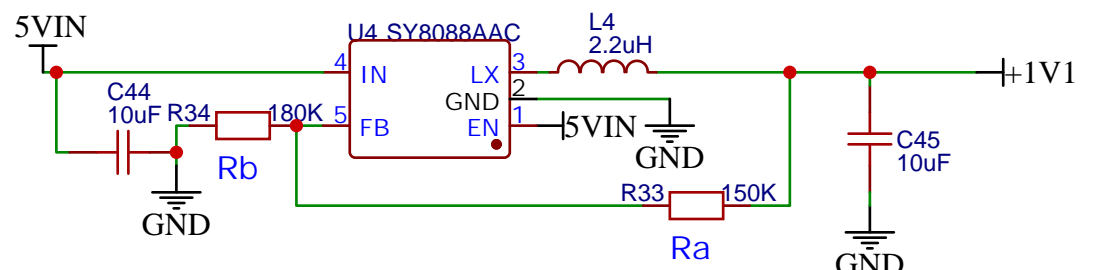 5VIN
U4 SY8088AAC
L4
2.2uH
4
IN
LX
3
+1V1
C44
10uF
R34
180K
5
FB
GND
2
EN
1
5VIN
GND
C45
10uF
Rb
GND
R33
150K
Ra
GND